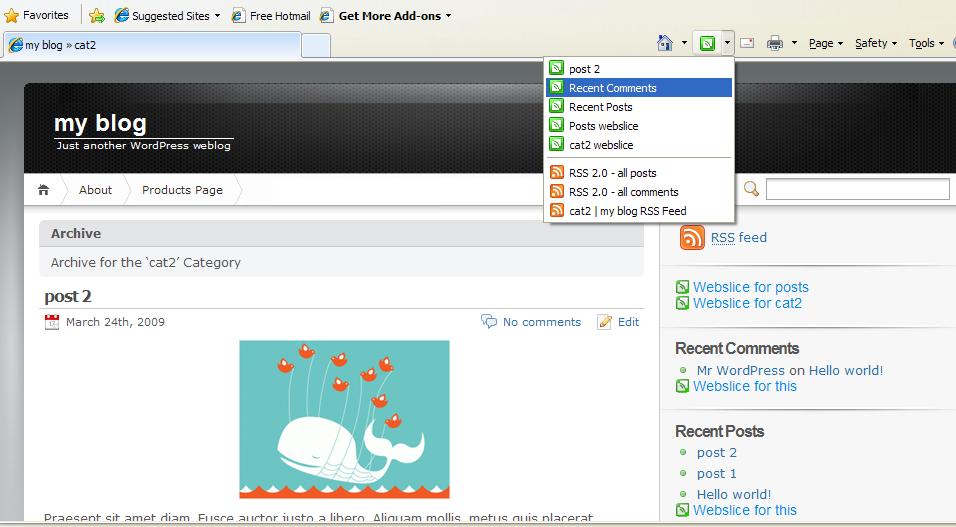 Favorites
Suggested Sites
Free Hotmail
Get More Add-ons
my blog » cat2
Page
Safety
Tools
post 2
Recent Comments
Recent Posts
Posts webslice
cat2 webslice
RSS 2.0 - all posts
RSS 2.0 - all comments
cat2 | my blog RSS Feed
my blog
Just another WordPress weblog
About
Products Page
Archive
Archive for the ‘cat2’ Category
post 2
March 24th, 2009
No comments
Edit
Praesent sit amet diam. Fusce auctor justo a libero. Aliquam mollis, metus quis placerat
RSS feed
Webslice for posts
Webslice for cat2
Recent Comments
Mr WordPress on Hello world!
Webslice for this
Recent Posts
post 2
post 1
Hello world!
Webslice for this